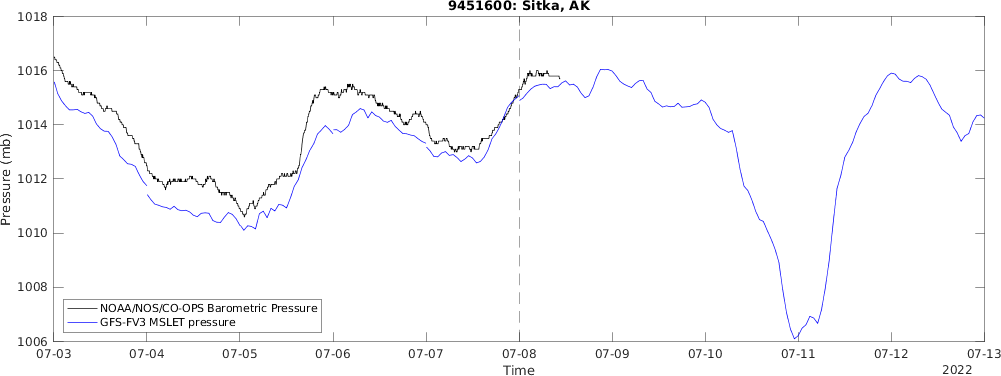 9451600: Sitka, AK
1018
1016
1014
1012
1010
1008
1006
Pressure (mb)
NOAA/NOS/CO-OPS Barometric Pressure
GFS-FV3 MSLET pressure
07-03 07-04 07-05 07-06 07-07 07-08 07-09 07-10 07-11 07-12 07-13
Time
2022